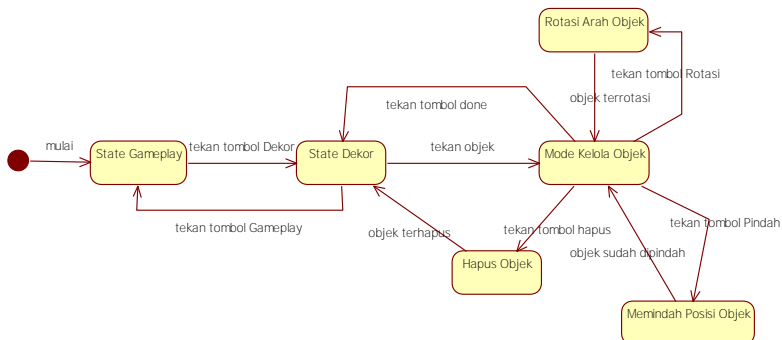 Rotasi Arah Objek
tekan tombol Rotasi
objek terrotasi
tekan tombol done
mulai
State Gameplay
tekan tombol Dekor
State Dekor
tekan objek
Mode Kelola Objek
tekan tombol Gameplay
objek terhapus
tekan tombol hapus
tekan tombol Pindah
objek sudah dipindah
Hapus Objek
Memindah Posisi Objek